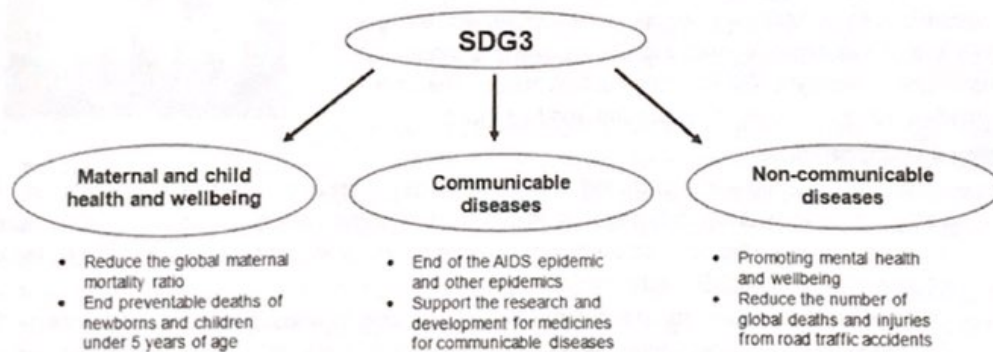 SDG3
Maternal and child
health and wellbeing
Communicable
diseases
Non-communicable
diseases
• Reduce the global maternal
mortality ratio
• End preventable deaths of
newborns and children
under 5 years of age
• End of the AIDS epidemic
and other epidemics
• Support the research and
development for medicines
for communicable diseases
• Promoting mental health
and wellbeing
• Reduce the number of
global deaths and injuries
from road traffic accidents